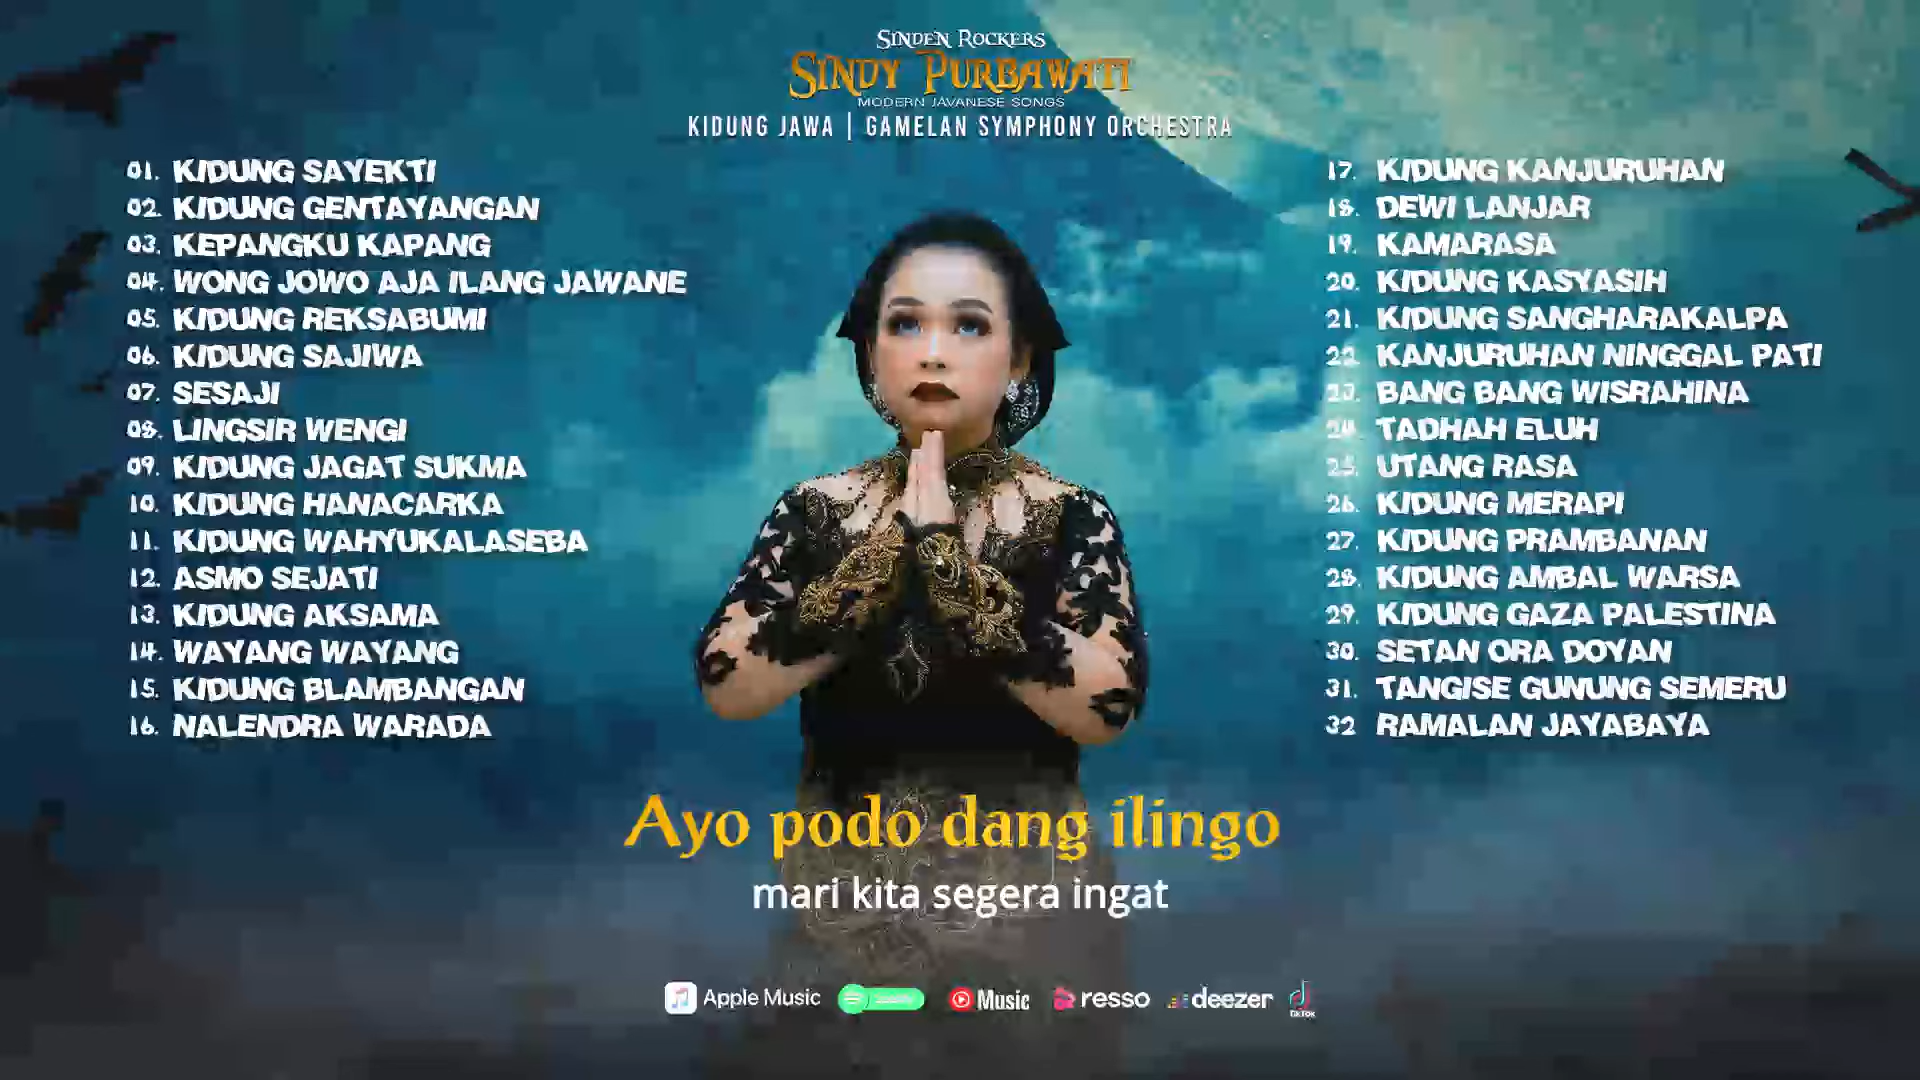 SINDEN ROCKERS
SINDY PURBAWATI
MODERN JAVANESE SONGS
KIDUNG JAWA | GAMELAN SYMPHONY ORCHESTRA
01. KIDUNG SAYEKTI
02. KIDUNG GENTAYANGAN
03. KEPANGKU KAPANG
04. WONG JOWO AJA ILANG JAWANE
05. KIDUNG REKSABUMI
06. KIDUNG SAJIWA
07. SESAJI
08. LINGSIR WENGI
09. KIDUNG JAGAT SUKMA
10. KIDUNG HANACARKA
11. KIDUNG WAHYUKALASEBA
12. ASMO SEJATI
13. KIDUNG AKSAMA
14. WAYANG WAYANG
15. KIDUNG BLAMBANGAN
16. NALENDRA WARADA
17. KIDUNG KANJURUHAN
18. DEWI LANJAR
19. KAMARASA
20. KIDUNG KASYASIH
21. KIDUNG SANGHARAKALPA
22. KANJURUHAN NINGGAL PATI
23. BANG BANG WISRAHINA
24. TADHAH ELUH
25. UTANG RASA
26. KIDUNG MERAPI
27. KIDUNG PRAMBANAN
28. KIDUNG AMBAL WARSA
29. KIDUNG GAZA PALESTINA
30. SETAN ORA DOYAN
31. TANGISE GUNUNG SEMERU
32 RAMALAN JAYABAYA
Ayo podo dang ilingo
mari kita segera ingat
Apple Music Spotify Music resso deezer TikTok